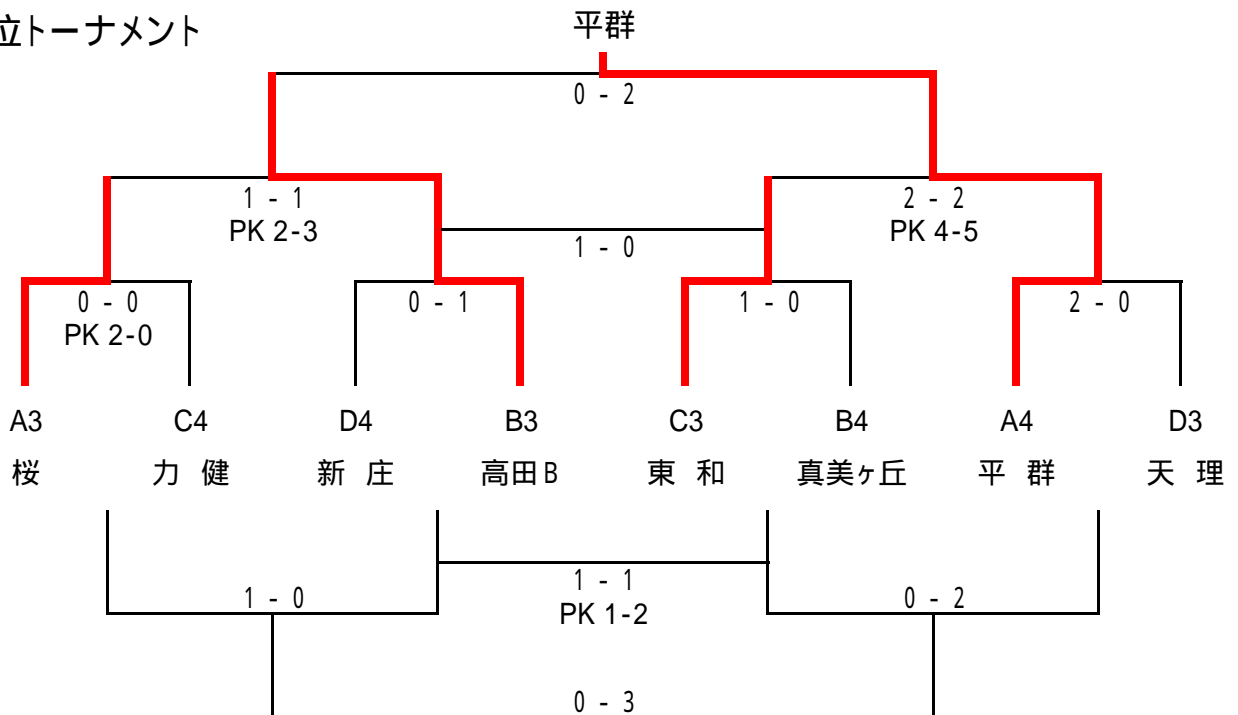 位トーナメント
平群
0 - 2
1 - 1
PK 2-3
2 - 2
PK 4-5
1 - 0
0 - 0
PK 2-0
0 - 1
1 - 0
2 - 0
A3 C4 D4 B3 C3 B4 A4 D3
桜 力 健 新 庄 高田B 東 和 真美ヶ丘 平 群 天 理
1 - 1
PK 1-2
1 - 0
0 - 2
0 - 3